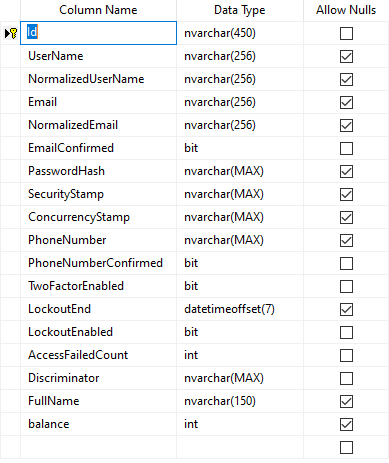 Column Name Data Type Allow Nulls
Id nvarchar(450)
UserName nvarchar(256)
NormalizedUserName nvarchar(256)
Email nvarchar(256)
NormalizedEmail nvarchar(256)
EmailConfirmed bit
PasswordHash nvarchar(MAX)
SecurityStamp nvarchar(MAX)
ConcurrencyStamp nvarchar(MAX)
PhoneNumber nvarchar(MAX)
PhoneNumberConfirmed bit
TwoFactorEnabled bit
LockoutEnd datetimeoffset(7)
LockoutEnabled bit
AccessFailedCount int
Discriminator nvarchar(MAX)
FullName nvarchar(150)
balance int